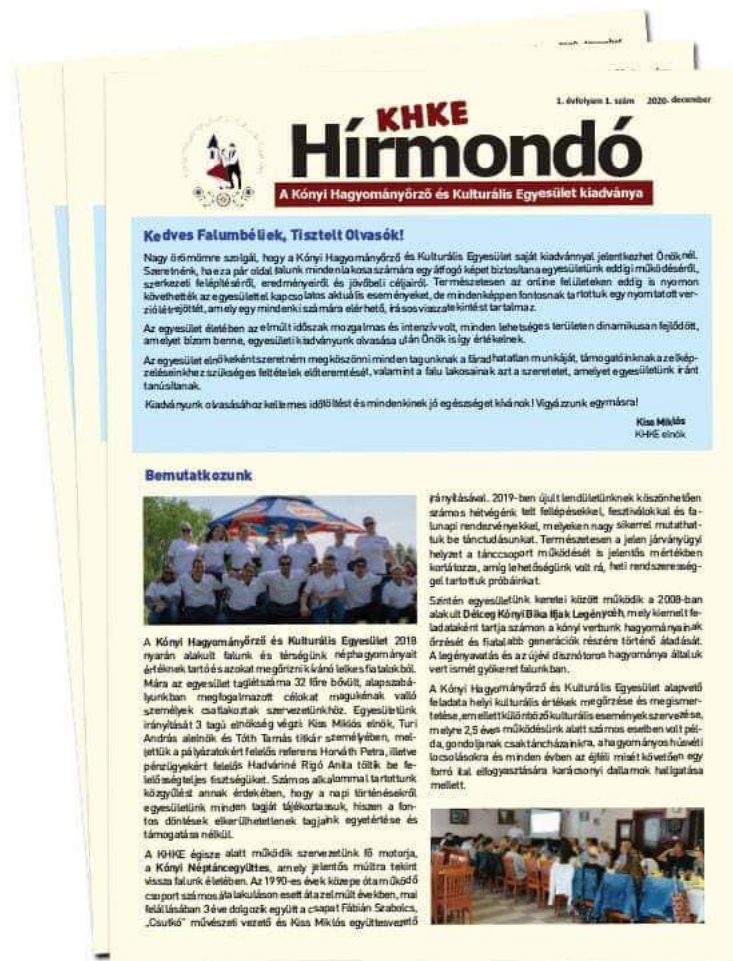 1. évfolyam 1. szám 2020. december
KHKE
Hírmondó
A Kónyi Hagyományőrző és Kulturális Egyesület kiadványa
Kedves Falumbéliek, Tisztelt Olvasók!
Nagy örömömre szolgál, hogy a Kónyi Hagyományőrző és Kulturális Egyesület saját kiadvánnyal jelentkezhet Önöknél.
Szeretnénk, ha ez a pár oldal falunk minden lakosa számára egy átfogó képet biztosítana egyesületünk eddigi működéséről,
szerkezeti felépítéséről, eredményeiről és jövőbeli céljairól. Természetesen az online felületeken eddig is nyomon
követhették az egyesülettel kapcsolatos aktuális eseményeket, de mindenképpen fontosnak tartottuk egy nyomtatott ver-
zió létrejöttét, amely egy mindenki számára elérhető, írásos visszatekintést tartalmaz.
Az egyesület életében az elmúlt időszak mozgalmas és intenzív volt, minden lehetséges területen dinamikusan fejlődött,
amelyet bízom benne, egyesületi kiadványunk olvasása után Önök is így értékelnek.
Az egyesület elnökeként szeretném megköszönni minden tagunknak a fáradhatatlan munkáját, támogatóinknak az elkép-
zeléseinkhez szükséges feltételek előteremtését, valamint a falu lakosainak azt a szeretetet, amelyet egyesületünk iránt
tanúsítanak.
Kiadványunk olvasásához kellemes időtöltést és mindenkinek jó egészséget kívánok! Vigyázzunk egymásra!
Kiss Miklós
KHKE elnök
Bemutatkozunk
A Kónyi Hagyományőrző és Kulturális Egyesület 2018
nyarán alakult falunk és térségünk néphagyományait
értéknek tartó és azokat megőrizni kívánó lelkes fiatalokból.
Mára az egyesület taglétszáma 32 főre bővült, alapszabá-
lyunkban megfogalmazott célokat magukénak valló
személyek csatlakoztak szervezetünkhöz. Egyesületünk
irányítását 3 tagú elnökség végzi: Kiss Miklós elnök, Turi
András alelnök és Tóth Tamás titkár személyében, mel-
lettük a pályázatokért felelős referens Horváth Petra, illetve
pénzügyekért felelős Hadváriné Rigó Anita töltik be fe-
lelősségteljes tisztségüket. Számos alkalommal tartottunk
közgyűlést annak érdekében, hogy a napi történésekről
egyesületünk minden tagját tájékoztassuk, hiszen a fon-
tos döntések elkerülhetetlenek tagjaink egyetértése és
támogatása nélkül.
A KHKE égisze alatt működik szervezetünk fő motorja,
a Kónyi Néptáncegyüttes, amely jelentős múltra tekint
vissza falunk életében. Az 1990-es évek közepe óta működő
csoport számos átalakuláson esett át az elmúlt években, mai
felállásában 3 éve dolgozik együtt a csapat Fábián Szabolcs,
„Csutkó” művészeti vezető és Kiss Miklós együttesvezető
irányításával. 2019-ben újult lendületünknek köszönhetően
számos hétvégénk telt fellépésekkel, fesztiválokkal és fa-
lunapi rendezvényekkel, melyeken nagy sikerrel mutathat-
tuk be tánctudásunkat. Természetesen a jelen járványügyi
helyzet a tánccsoport működését is jelentős mértékben
korlátozza, amíg lehetőségünk volt rá, heti rendszeresség-
gel tartottuk próbáinkat.
Szintén egyesületünk keretei között működik a 2008-ban
alakult Délceg Kónyi Bika Ifjak Legénycéh, mely kiemelt fe-
ladataként tartja számon a kónyi verbunk hagyományainak
őrzését és fiatalabb generációk részére történő átadását.
A legényavatás és az újévi disznótoros hagyománya általuk
vert ismét gyökeret falunkban.
A Kónyi Hagyományőrző és Kulturális Egyesület alapvető
feladata helyi kulturális értékek megőrzése és megismer-
tetése, emellett különböző kulturális események szervezése,
melyre 2,5 éves működésünk alatt számos esetben volt pél-
da, gondoljanak csak táncházainkra, a hagyományos húsvéti
locsolásokra és minden évben az éjféli misét követően egy
forró ital elfogyasztására karácsonyi dallamok hallgatása
mellett.